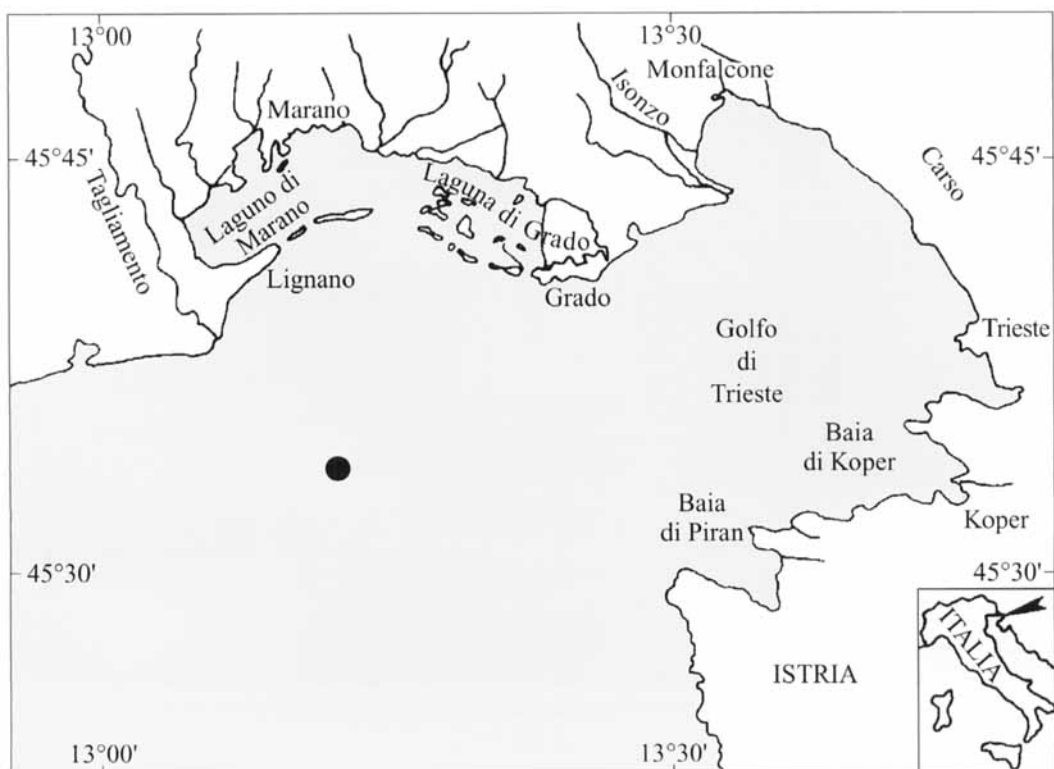 13°00'
13°30'
Monfalcone
Isonzo
Marano
45°45'
45°45'
Carso
Tagliamento
Laguno di
Marano
Laguna di Grado
Lignano
Grado
Golfo
di
Trieste
Trieste
Baia
di Koper
Baia
di Piran
Koper
45°30'
45°30'
ISTRIA
ITALIA
13°00'
13°30'